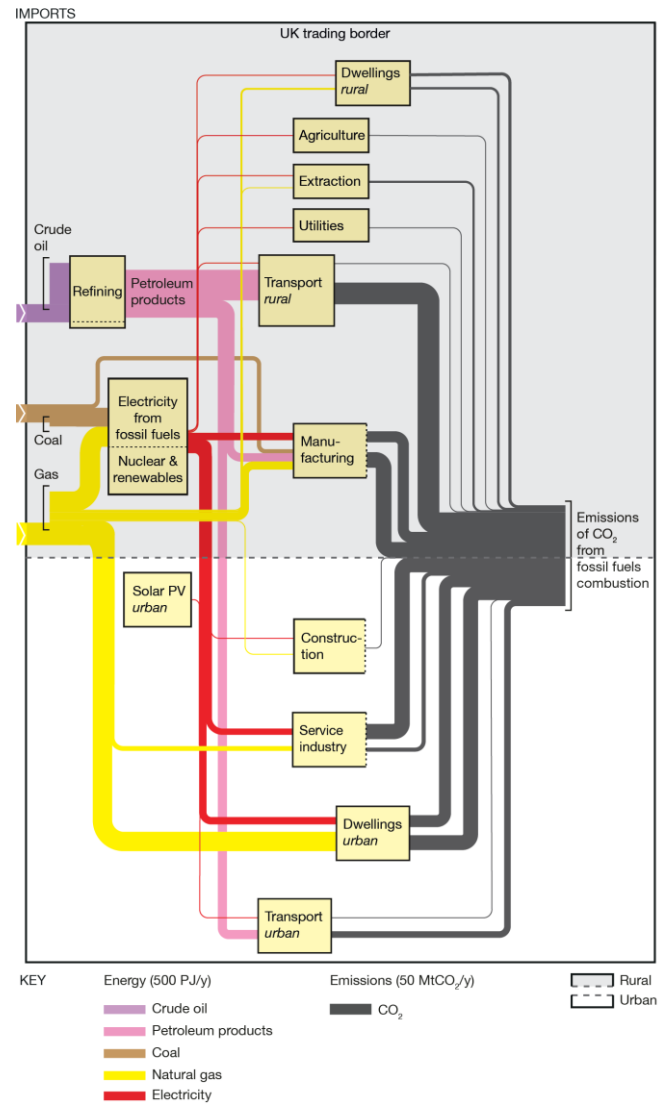 IMPORTS
UK trading border
Dwellings
rural
Agriculture
Extraction
Utilities
Crude
oil
Refining
Petroleum
products
Transport
rural
Electricity
from
fossil fuels
Nuclear &
renewables
Coal
Gas
Manu-
facturing
Emissions
of CO2
from
fossil fuels
combustion
Solar PV
urban
Construc-
tion
Service
industry
Dwellings
urban
Transport
urban
KEY
Energy (500 PJ/y)
Emissions (50 MtCO2/y)
Rural
Urban
Crude oil
CO2
Petroleum products
Coal
Natural gas
Electricity